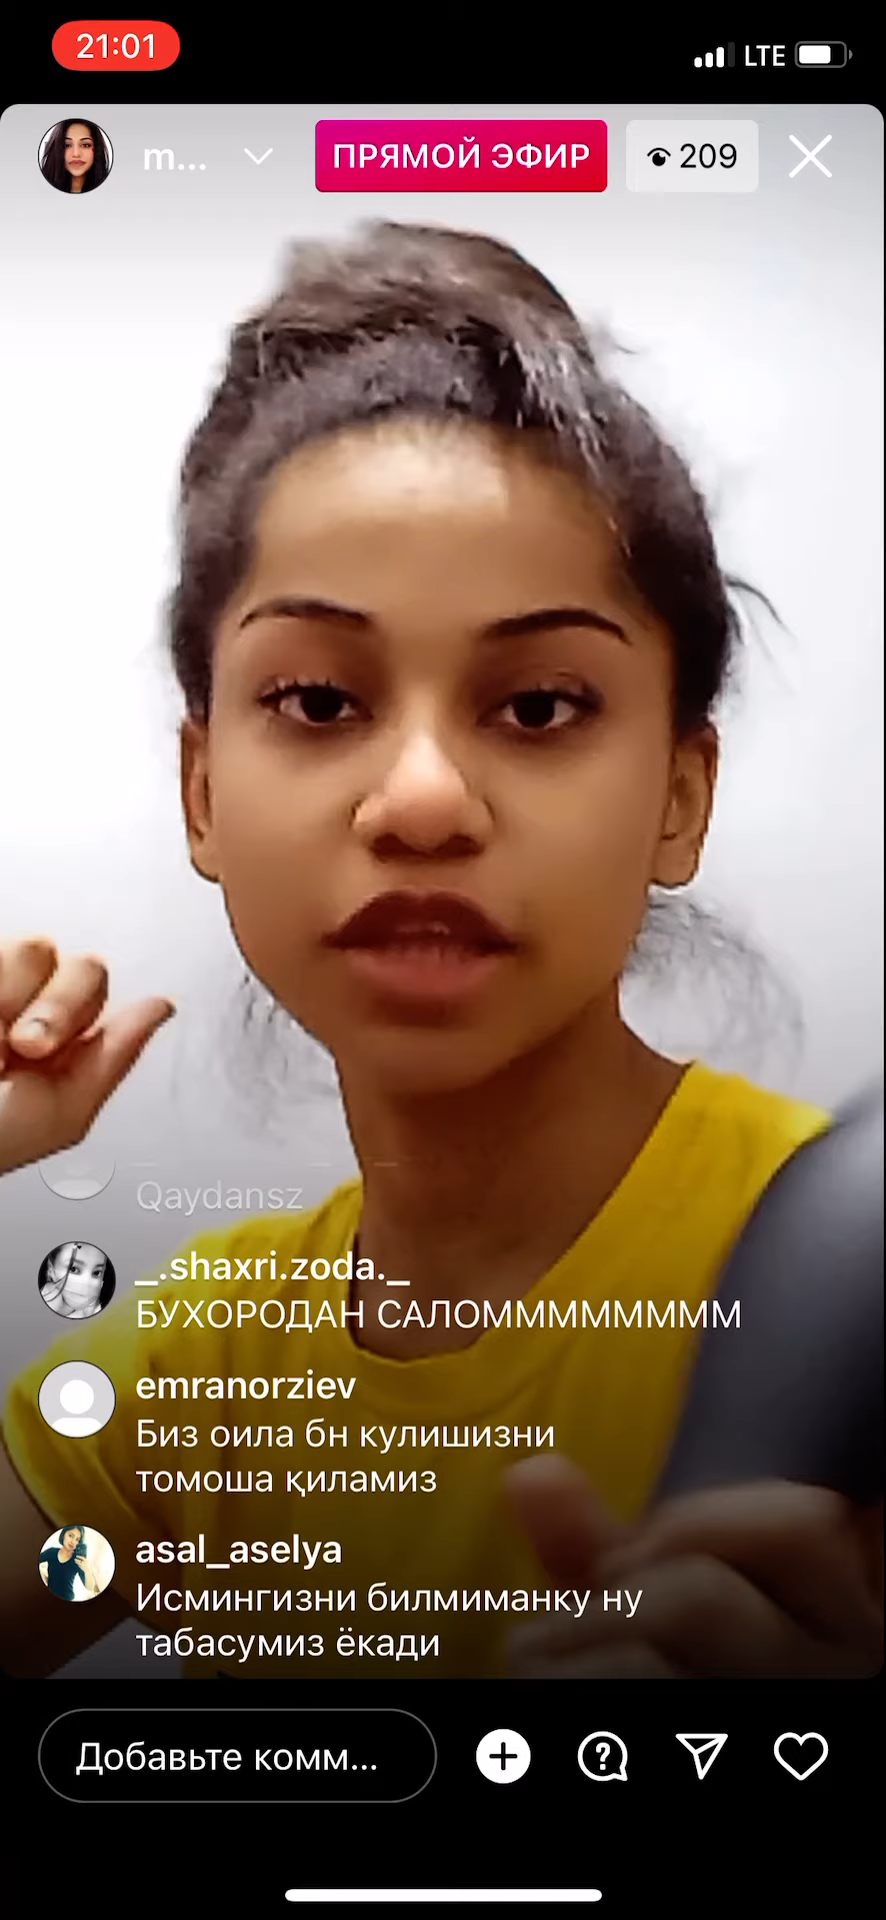 21:01
LTE
m...
ПРЯМОЙ ЭФИР
209
Qaydansz
_.shaxri.zoda._
БУХОРОДАН САЛОММММММММ
emranorziev
Биз оила бн кулишизни
томоша қиламиз
asal_aselya
Исмингизни билмиманку ну
табасумиз ёкади
Добавьте комм...